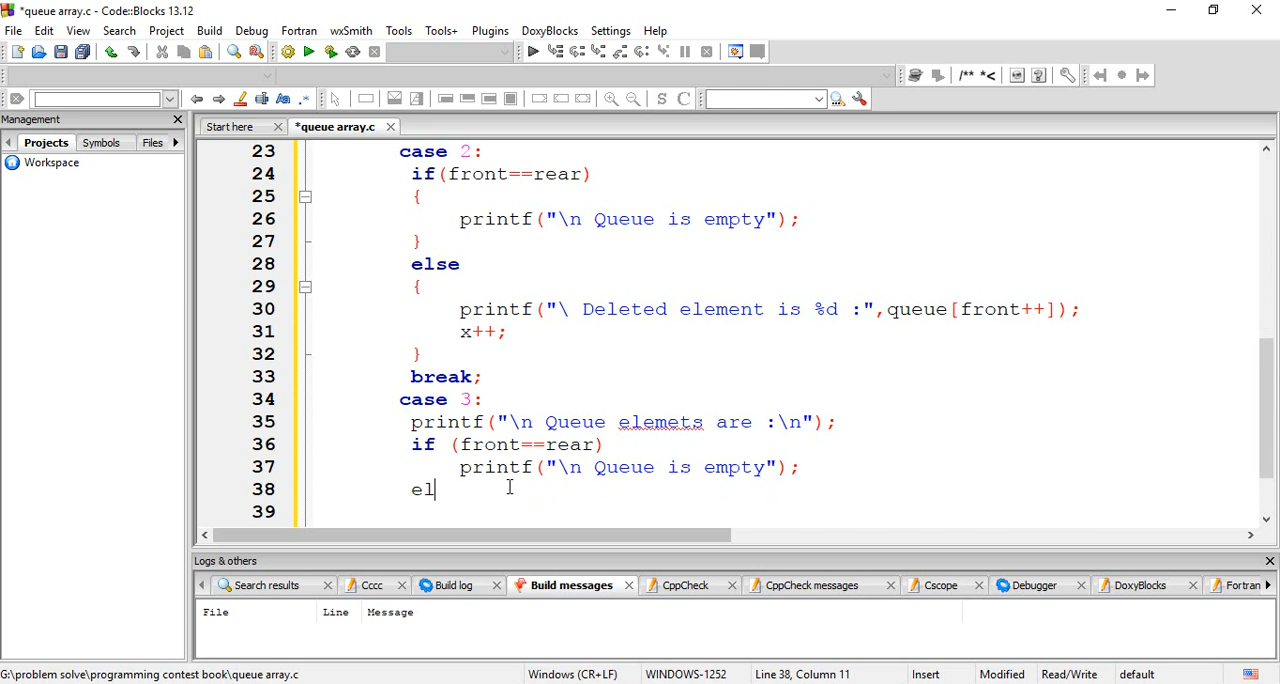 *queue array.c - Code::Blocks 13.12
File Edit View Search Project Build Debug Fortran wxSmith Tools Tools+ Plugins DoxyBlocks Settings Help
/** *<
S C
Management
Projects Symbols Files
Workspace
Start here *queue array.c
23 case 2:
24 if(front==rear)
25 {
26 printf("\n Queue is empty");
27 }
28 else
29 {
30 printf("\ Deleted element is %d :",queue[front++]);
31 x++;
32 }
33 break;
34 case 3:
35 printf("\n Queue elemets are :\n");
36 if (front==rear)
37 printf("\n Queue is empty");
38 el
39
Logs & others
Search results Cccc Build log Build messages CppCheck CppCheck messages Cscope Debugger DoxyBlocks Fortran
File Line Message
G:\problem solve\programming contest book\queue array.c Windows (CR+LF) WINDOWS-1252 Line 38, Column 11 Insert Modified Read/Write default